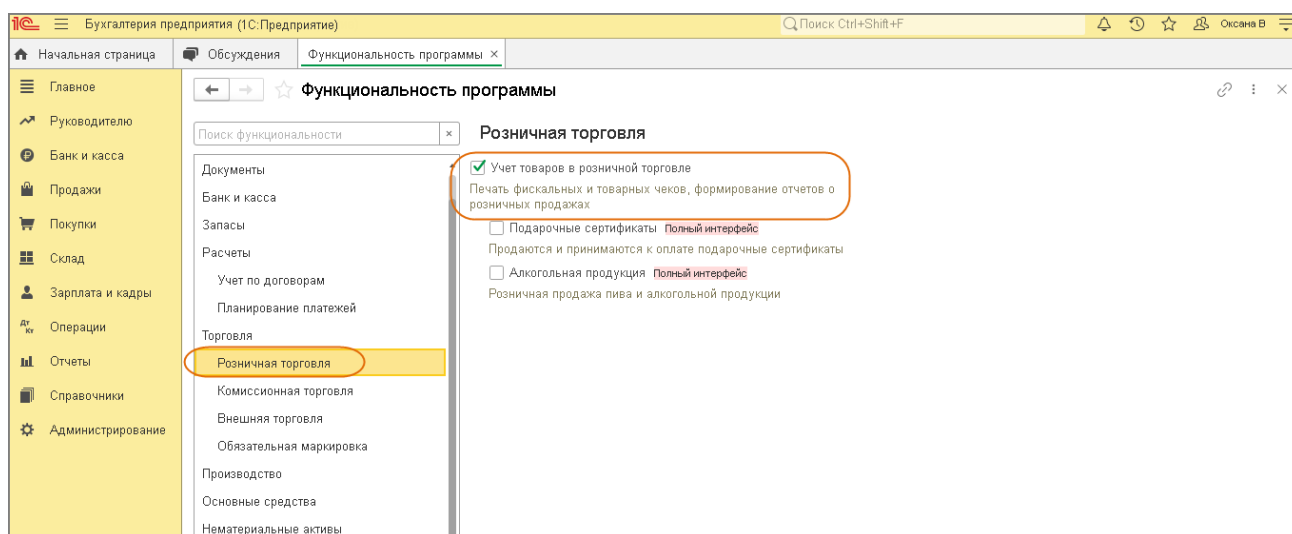 1С Бухгалтерия предприятия (1С:Предприятие) Поиск Ctrl+Shift+F Оксана В
Начальная страница Обсуждения Функциональность программы ×
Главное
Руководителю
Банк и касса
Продажи
Покупки
Склад
Зарплата и кадры
Дт Кт Операции
Отчеты
Справочники
Администрирование
Функциональность программы
Поиск функциональности ×
Документы
Банк и касса
Запасы
Расчеты
Учет по договорам
Планирование платежей
Торговля
Розничная торговля
Комиссионная торговля
Внешняя торговля
Обязательная маркировка
Производство
Основные средства
Нематериальные активы
Розничная торговля
Учет товаров в розничной торговле
Печать фискальных и товарных чеков, формирование отчетов о
розничных продажах
Подарочные сертификаты Полный интерфейс
Продаются и принимаются к оплате подарочные сертификаты
Алкогольная продукция Полный интерфейс
Розничная продажа пива и алкогольной продукции